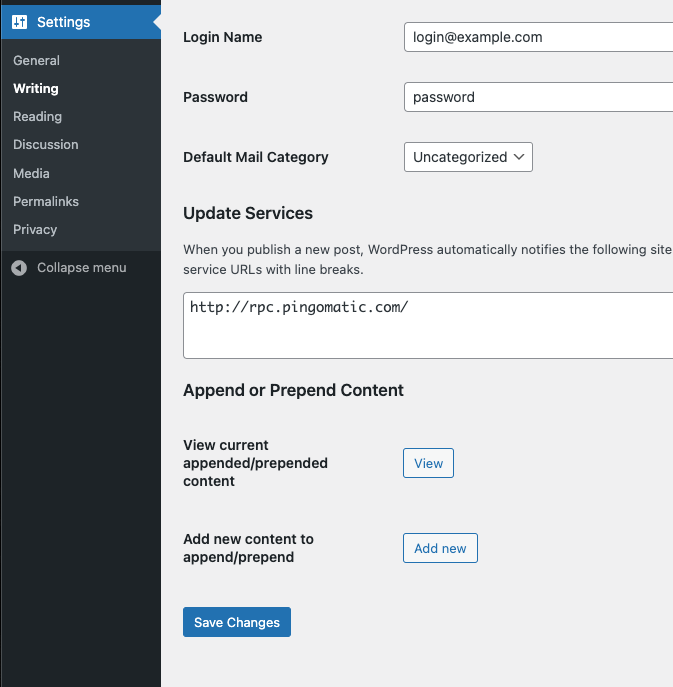 Settings
General
Writing
Reading
Discussion
Media
Permalinks
Privacy
Collapse menu
Login Name
login@example.com
Password
password
Default Mail Category
Uncategorized
Update Services
When you publish a new post, WordPress automatically notifies the following site
service URLs with line breaks.
http://rpc.pingomatic.com/
Append or Prepend Content
View current
appended/prepended
content
View
Add new content to
append/prepend
Add new
Save Changes